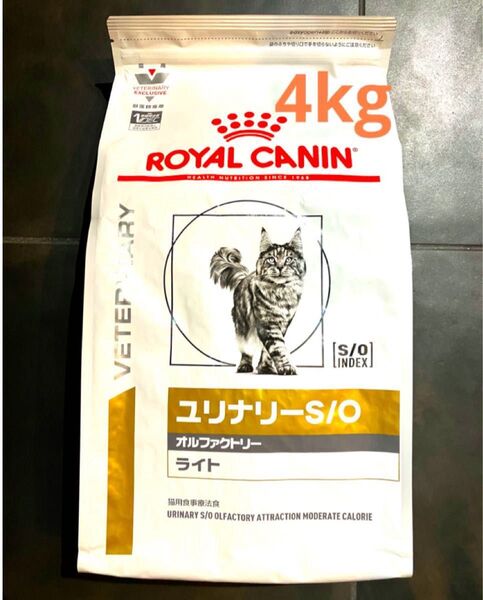 4kg
VETERINARY
EXCLUSIVE
ROYAL CANIN
HEALTH NUTRITION SINCE 1968
VETERINARY
[S/O
INDEX]
ユリナリーS/O
オルファクトリー
ライト
猫用食事療法食
URINARY S/O OLFACTORY ATTRACTION MODERATE CALORIE